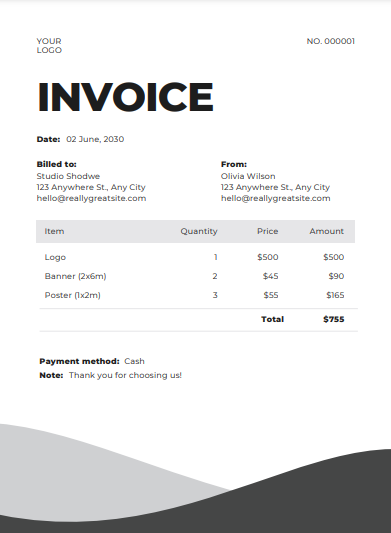 YOUR
LOGO
NO. 000001
INVOICE
Date: 02 June, 2030
Billed to:
Studio Shodwe
123 Anywhere St., Any City
hello@reallygreatsite.com
From:
Olivia Wilson
123 Anywhere St., Any City
hello@reallygreatsite.com
Item Quantity Price Amount
Logo 1 $500 $500
Banner (2x6m) 2 $45 $90
Poster (1x2m) 3 $55 $165
Total $755
Payment method: Cash
Note: Thank you for choosing us!